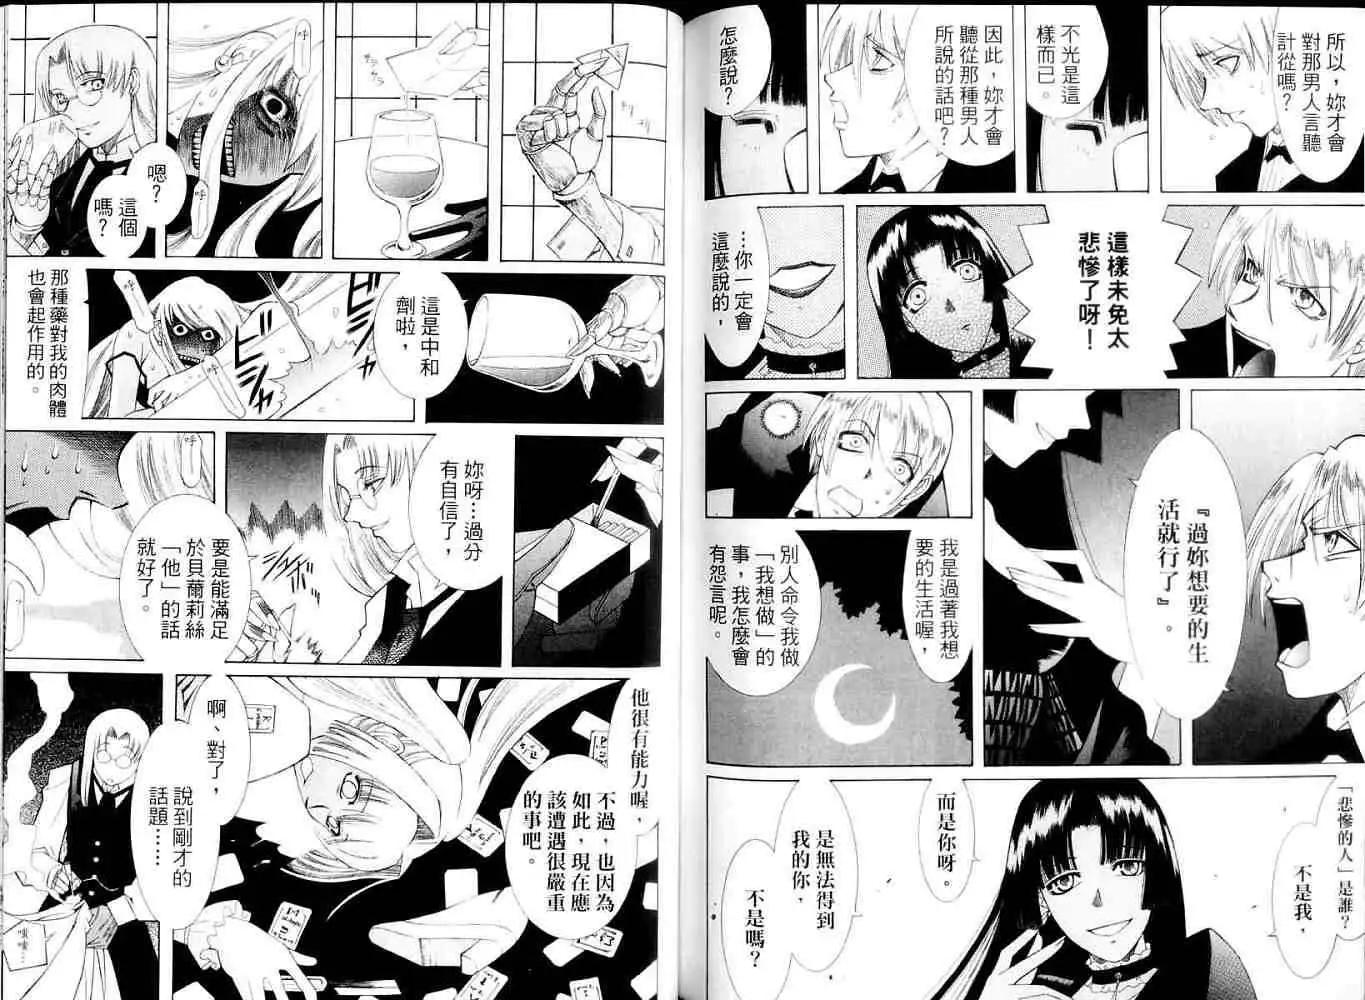 所以，妳才會
對那男人言聽
計從嗎？
不光是這
樣而已。
因此，妳才會
聽從那種男人
所說的話吧？
怎麼說？
這樣未免太
悲慘了呀！
…你一定會
這麼說的，
『過妳想要的生
活就行了』。
我是過著我想
要的生活喔，
別人命令我做
「我想做」的
事，我怎麼會
有怨言呢。
「悲慘的人」是誰？
不是我，
而是你呀。
是無法得到
我的你，
不是嗎？
呼
呼
嗯？
這個
嗎？
這是中和
劑啦，
呼
呼
那種藥對我的肉體
也會起作用的。
妳呀…過分
有自信了，
呼
要是能滿足
於貝爾莉絲
「他」的話
就好了。
他很有能力喔，
不過，也因為
如此，現在應
該遭遇很嚴重
的事吧。
啊、對了，
說到剛才的
話題……